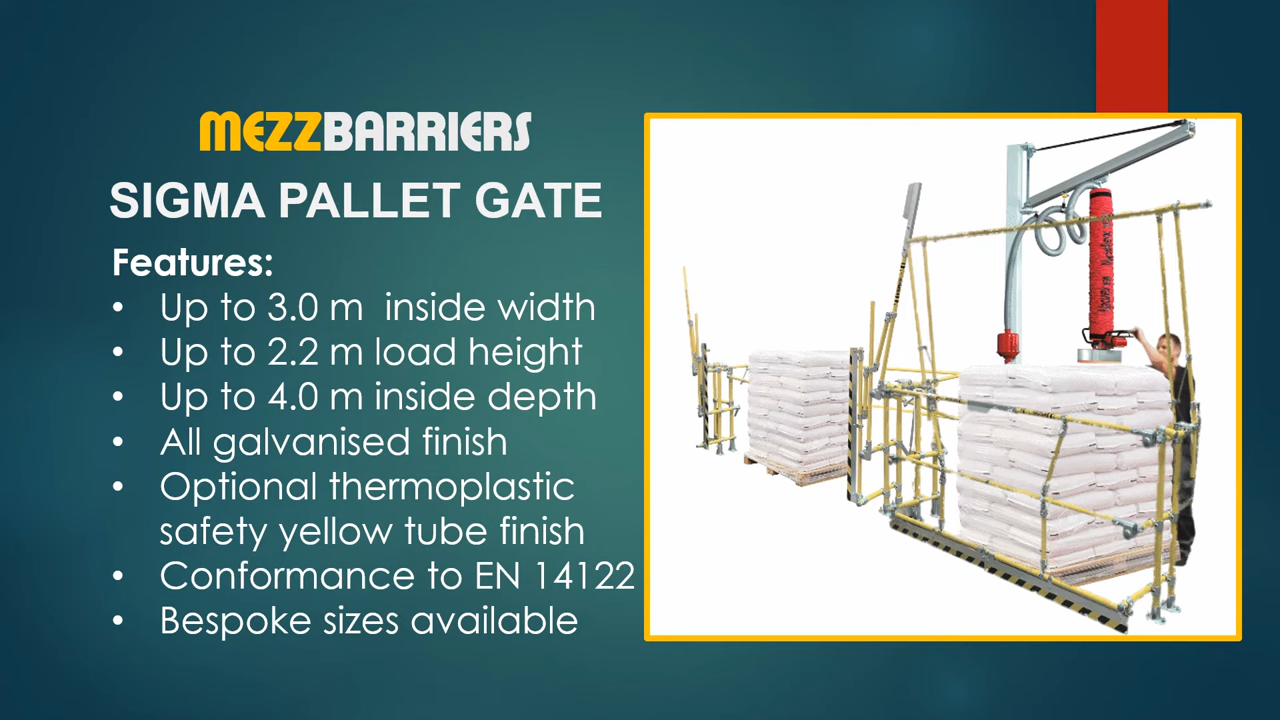 MEZZBARRIERS
SIGMA PALLET GATE
Features:
• Up to 3.0 m inside width
• Up to 2.2 m load height
• Up to 4.0 m inside depth
• All galvanised finish
• Optional thermoplastic
safety yellow tube finish
• Conformance to EN 14122
• Bespoke sizes available